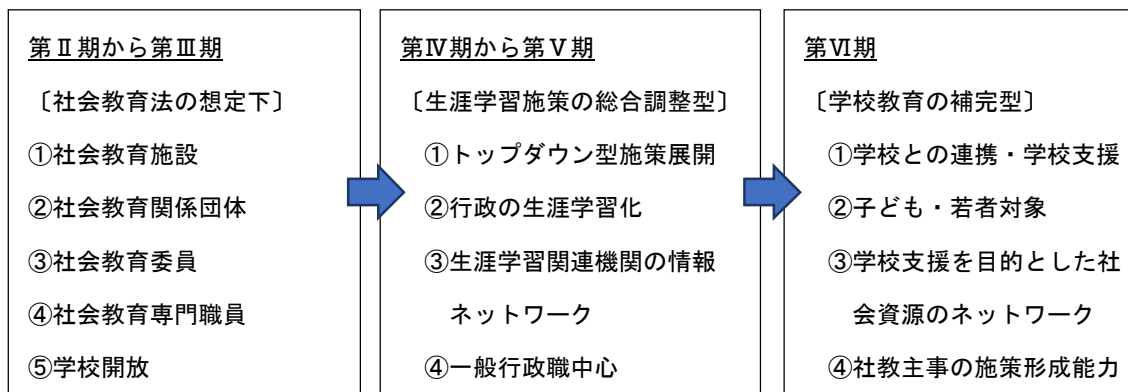 第Ⅱ期から第Ⅲ期
〔社会教育法の想定下〕
①社会教育施設
②社会教育関係団体
③社会教育委員
④社会教育専門職員
⑤学校開放
第Ⅳ期から第Ⅴ期
〔生涯学習施策の総合調整型〕
①トップダウン型施策展開
②行政の生涯学習化
③生涯学習関連機関の情報
ネットワーク
④一般行政職中心
第Ⅵ期
〔学校教育の補完型〕
①学校との連携・学校支援
②子ども・若者対象
③学校支援を目的とした社
会資源のネットワーク
④社教主事の施策形成能力